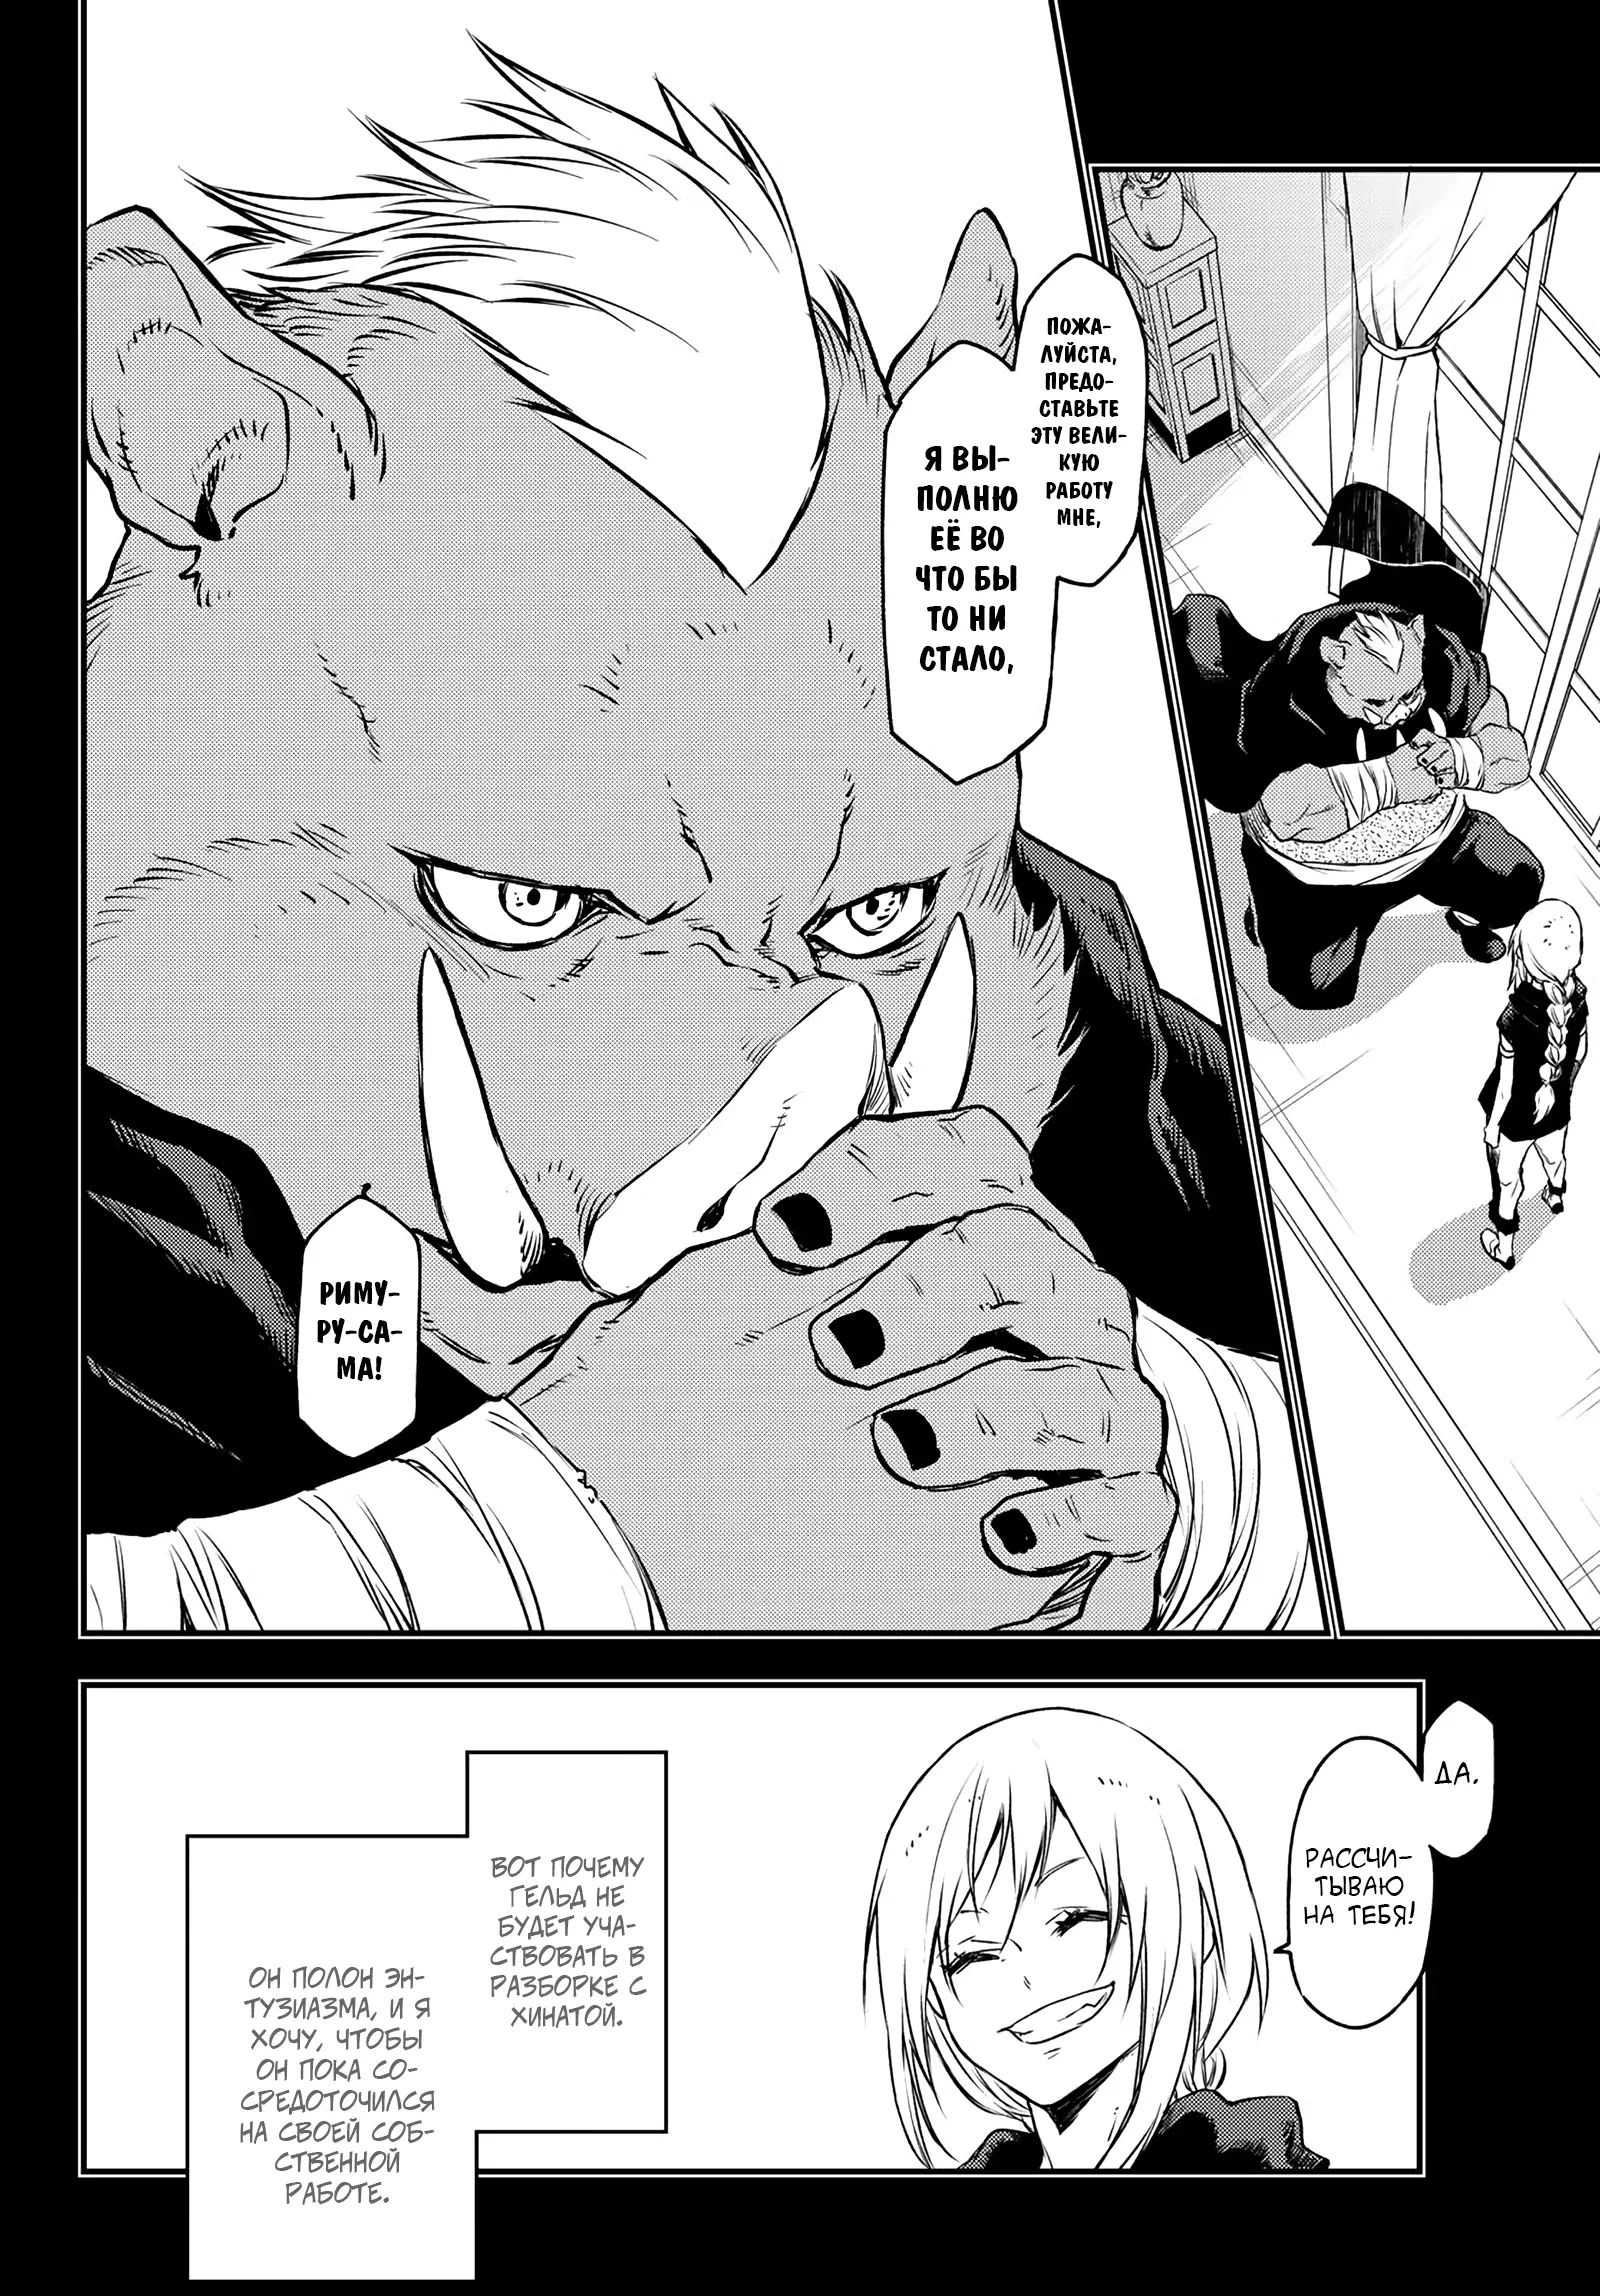 ПОЖА-
ЛУЙСТА,
ПРЕДО-
СТАВЬТЕ
ЭТУ ВЕЛИ-
КУЮ
РАБОТУ
МНЕ,
Я ВЫ-
ПОЛНЮ
ЕЁ ВО
ЧТО БЫ
ТО НИ
СТАЛО,
РИМУ-
РУ-СА-
МА!
ДА.
РАССЧИ-
ТЫВАЮ
НА ТЕБЯ!
ВОТ ПОЧЕМУ
ГЕЛЬД НЕ
БУДЕТ УЧА-
СТВОВАТЬ В
РАЗБОРКЕ С
ХИНАТОЙ.
ОН ПОЛОН ЭН-
ТУЗИАЗМА, И Я
ХОЧУ, ЧТОБЫ
ОН ПОКА СО-
СРЕДОТОЧИЛСЯ
НА СВОЕЙ СОБ-
СТВЕННОЙ
РАБОТЕ.